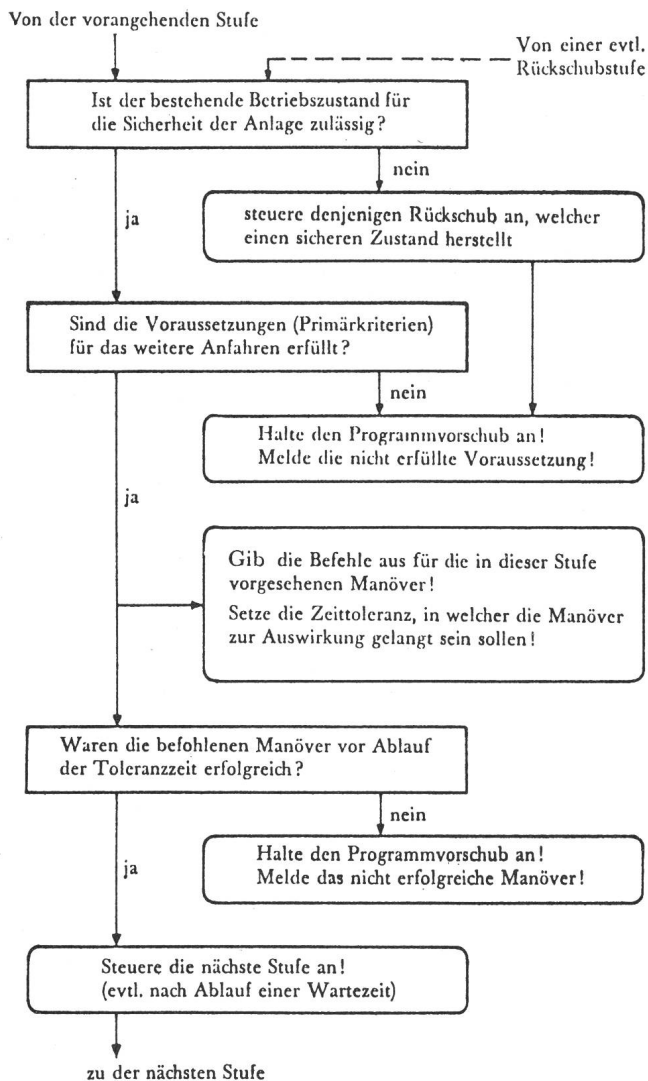 Von der vorangehenden Stufe
Von einer evtl.
Rückschubstufe
Ist der bestehende Betriebszustand für
die Sicherheit der Anlage zulässig?
nein
ja
steuere denjenigen Rückschub an, welcher
einen sicheren Zustand herstellt
Sind die Voraussetzungen (Primärkriterien)
für das weitere Anfahren erfüllt?
nein
Halte den Programmvorschub an!
Melde die nicht erfüllte Voraussetzung!
ja
Gib die Befehle aus für die in dieser Stufe
vorgesehenen Manöver!
Setze die Zeittoleranz, in welcher die Manöver
zur Auswirkung gelangt sein sollen!
Waren die befohlenen Manöver vor Ablauf
der Toleranzzeit erfolgreich?
nein
ja
Halte den Programmvorschub an!
Melde das nicht erfolgreiche Manöver!
Steuere die nächste Stufe an!
(evtl. nach Ablauf einer Wartezeit)
zu der nächsten Stufe